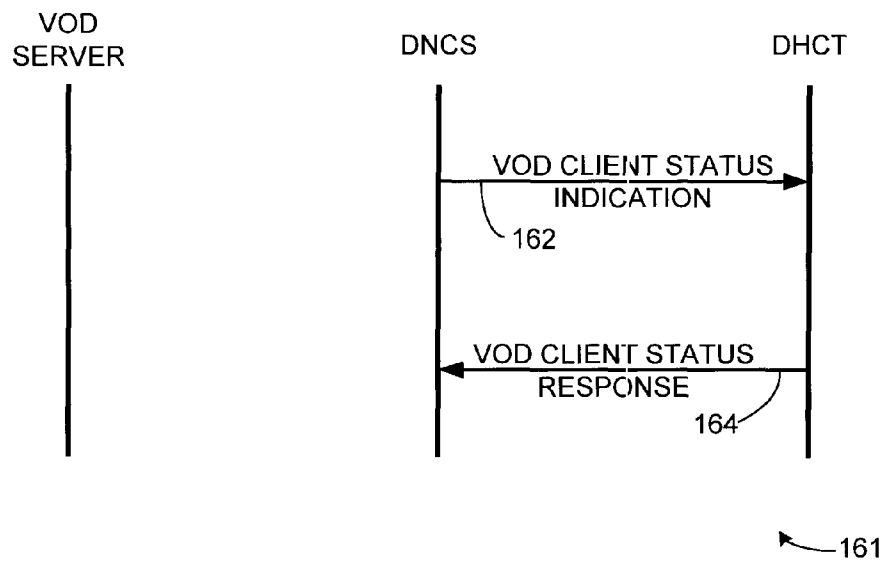 VOD
SERVER
DNCS
DHCT
VOD CLIENT STATUS
INDICATION
162
VOD CLIENT STATUS
RESPONSE
164
161